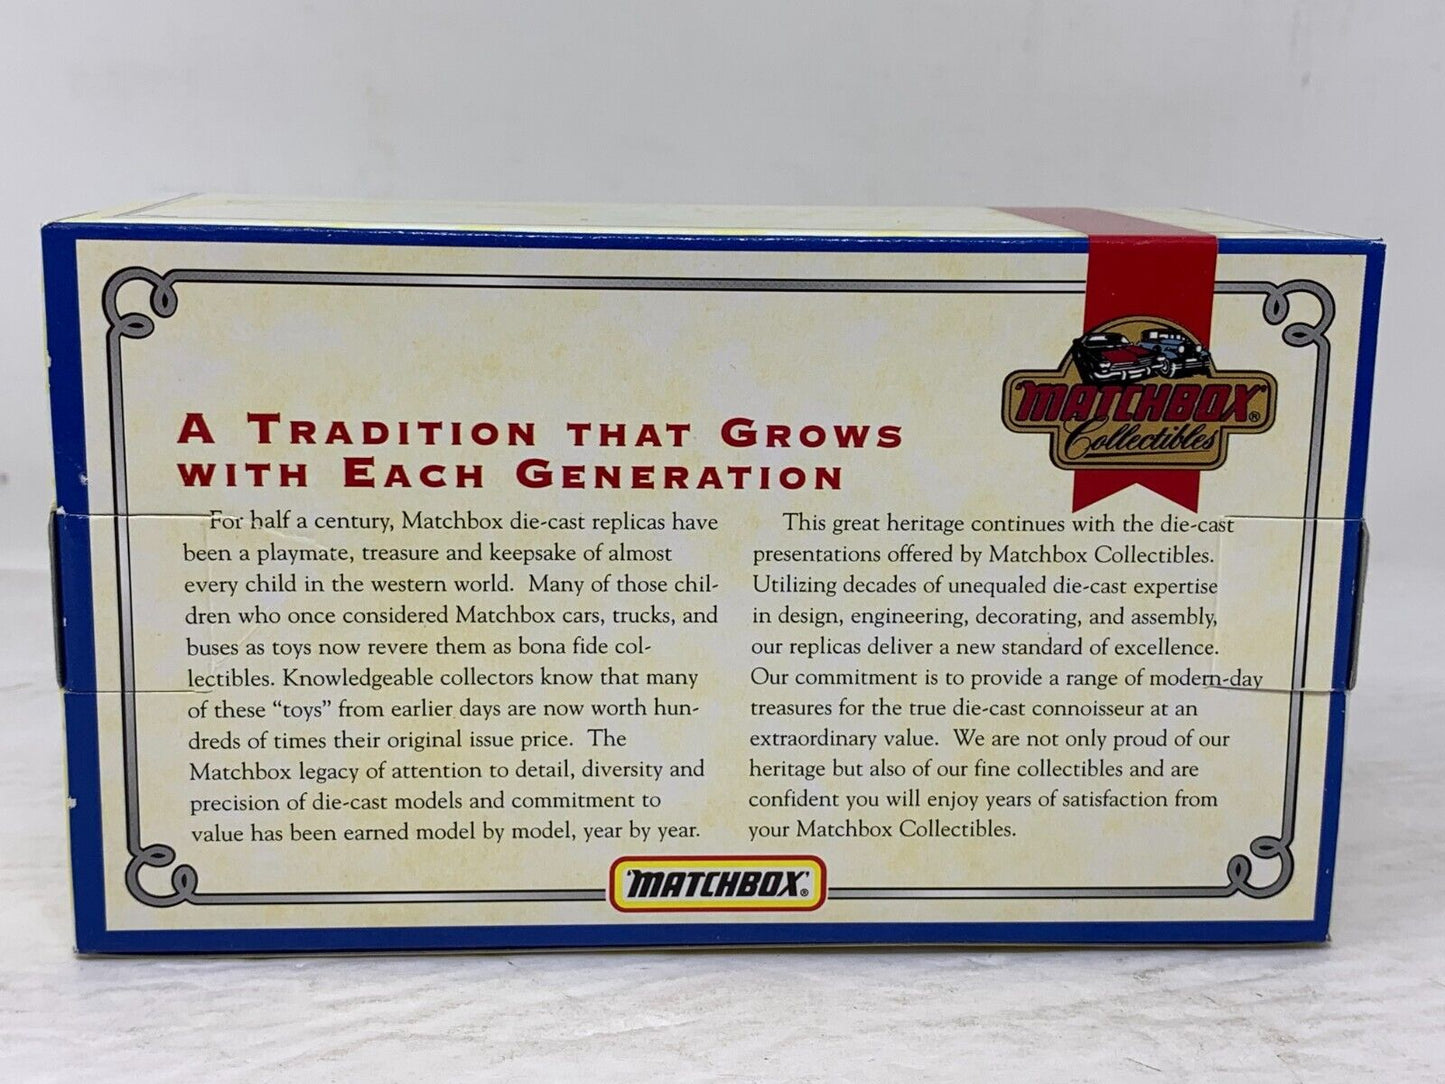 MATCHBOX®
Collectibles
A TRADITION THAT GROWS
WITH EACH GENERATION
For half a century, Matchbox die-cast replicas have
been a playmate, treasure and keepsake of almost
every child in the western world. Many of those chil-
dren who once considered Matchbox cars, trucks, and
buses as toys now revere them as bona fide col-
lectibles. Knowledgeable collectors know that many
of these “toys” from earlier days are now worth hun-
dreds of times their original issue price. The
Matchbox legacy of attention to detail, diversity and
precision of die-cast models and commitment to
value has been earned model by model, year by year.
This great heritage continues with the die-cast
presentations offered by Matchbox Collectibles.
Utilizing decades of unequaled die-cast expertise
in design, engineering, decorating, and assembly,
our replicas deliver a new standard of excellence.
Our commitment is to provide a range of modern-day
treasures for the true die-cast connoisseur at an
extraordinary value. We are not only proud of our
heritage but also of our fine collectibles and are
confident you will enjoy years of satisfaction from
your Matchbox Collectibles.
"MATCHBOX"®